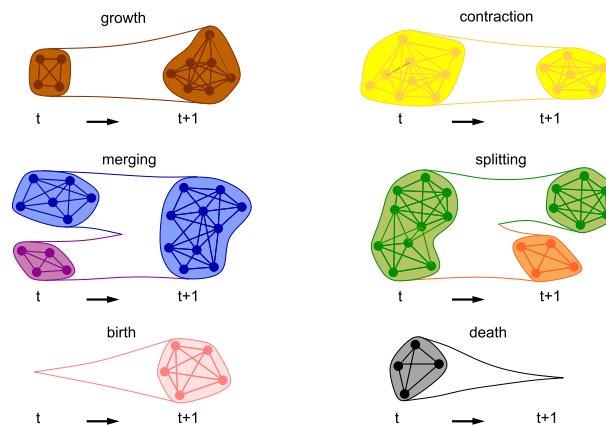 growth
contraction
t
t+1
t
t+1
merging
splitting
t
t+1
t
t+1
birth
death
t
t+1
t
t+1